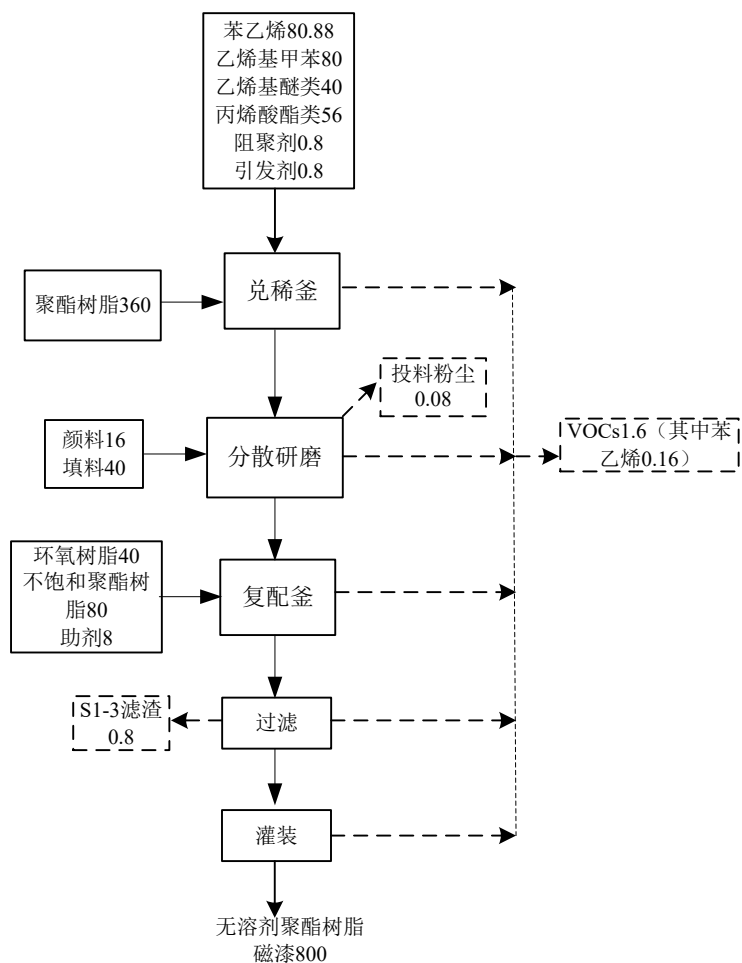 苯乙烯80.88
乙烯基甲苯80
乙烯基醚类40
丙烯酸酯类56
阻聚剂0.8
引发剂0.8
兑稀釜
聚酯树脂360
投料粉尘
0.08
颜料16
填料40
分散研磨
VOCs1.6（其中苯
乙烯0.16）
环氧树脂40
不饱和聚酯树
脂80
助剂8
复配釜
S1-3滤渣
0.8
过滤
灌装
无溶剂聚酯树脂
磁漆800